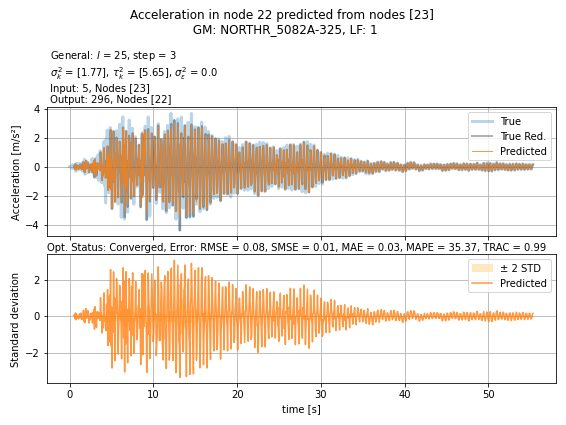 Acceleration in node 22 predicted from nodes [23]
GM: NORTHR_5082A-325, LF: 1
General: l = 25, step = 3
σ²ₖ = [1.77], τ²ₖ = [5.65], σ²ₑ = 0.0
Input: 5, Nodes [23]
Output: 296, Nodes [22]
4
2
0
−2
−4
Acceleration [m/s²]
True
True Red.
Predicted
Opt. Status: Converged, Error: RMSE = 0.08, SMSE = 0.01, MAE = 0.03, MAPE = 35.37, TRAC = 0.99
2
0
−2
Standard deviation
± 2 STD
Predicted
0 10 20 30 40 50
time [s]